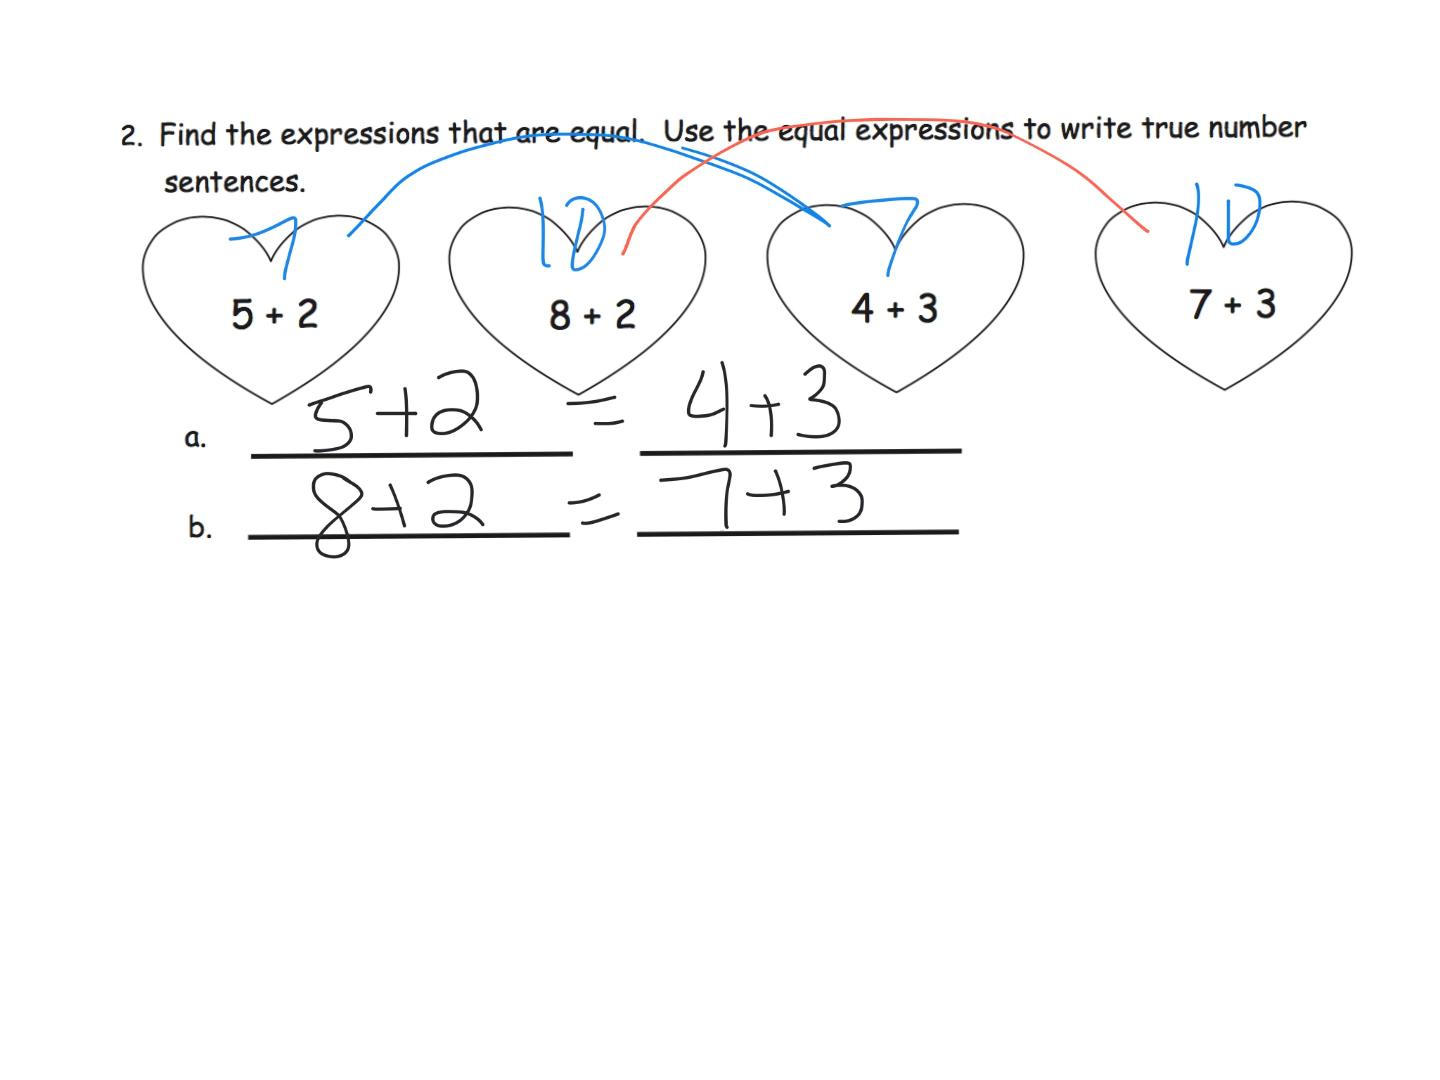 2. Find the expressions that are equal. Use the equal expressions to write true number
sentences.
7 10 7 10
5 + 2 8 + 2 4 + 3 7 + 3
a. 5+2 = 4+3
b. 8+2 = 7+3